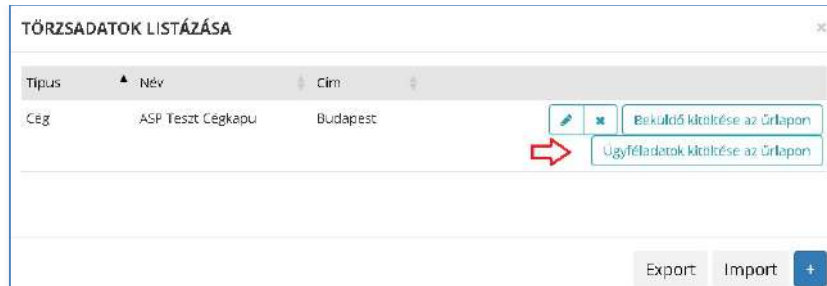 TÖRZSADATOK LISTÁZÁSA ×
Típus Név Cím
Cég ASP Teszt Cégkapu Budapest Beküldő kitöltése az űrlapon
Ügyféladatok kitöltése az űrlapon
Export Import +